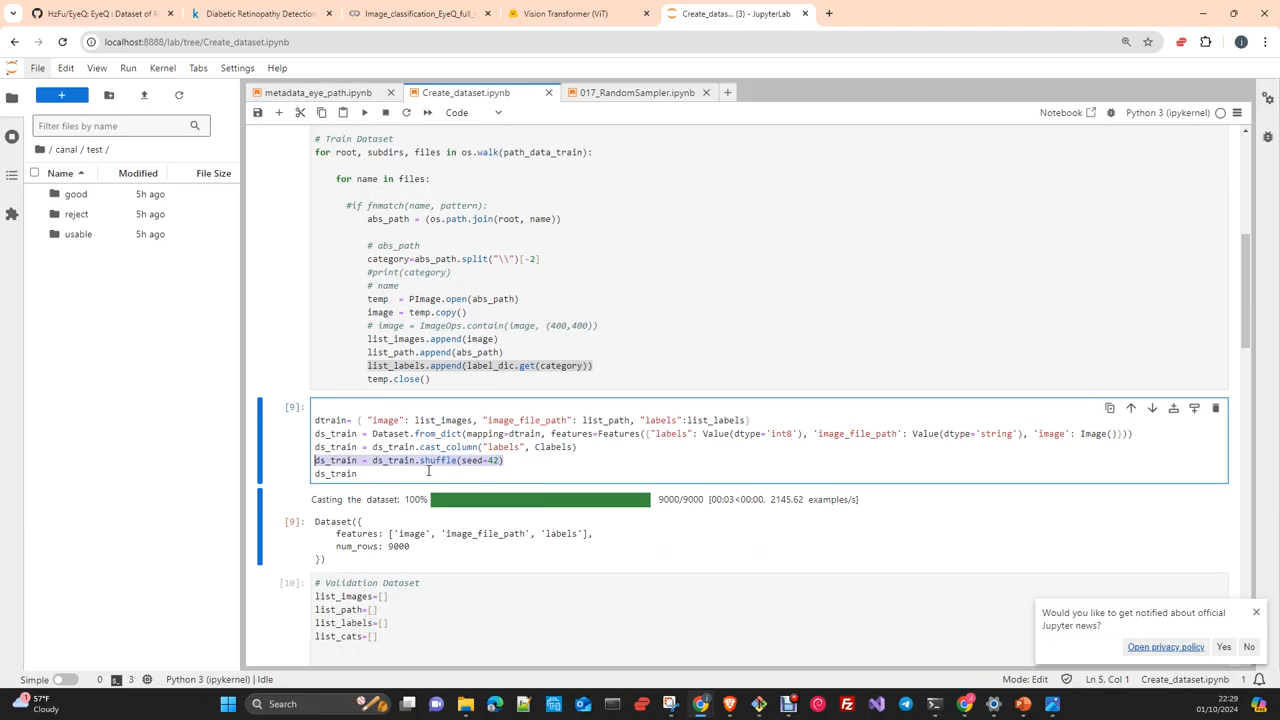 HzFu/EyeQ: EyeQ : Dataset of R
Diabetic Retinopathy Detection
Image_classification_EyeQ_full_
Vision Transformer (ViT)
Create_datas... (3) - JupyterLab
localhost:8888/lab/tree/Create_dataset.ipynb
File Edit View Run Kernel Tabs Settings Help
metadata_eye_path.ipynb
Create_dataset.ipynb
017_RandomSampler.ipynb
Code
Notebook
Python 3 (ipykernel)
Filter files by name
/ canal / test /
Name Modified File Size
good 5h ago
reject 5h ago
usable 5h ago
# Train Dataset
for root, subdirs, files in os.walk(path_data_train):
for name in files:
#if fnmatch(name, pattern):
abs_path = (os.path.join(root, name))
# abs_path
category=abs_path.split("\\")[-2]
#print(category)
# name
temp  = PImage.open(abs_path)
image = temp.copy()
# image = ImageOps.contain(image, (400,400))
list_images.append(image)
list_path.append(abs_path)
list_labels.append(label_dic.get(category))
temp.close()
[9]:
dtrain= { "image": list_images, "image_file_path": list_path, "labels":list_labels}
ds_train = Dataset.from_dict(mapping=dtrain, features=Features({"labels": Value(dtype='int8'), 'image_file_path': Value(dtype='string'), 'image': Image()}))
ds_train = ds_train.cast_column("labels", Clabels)
ds_train = ds_train.shuffle(seed=42)
ds_train
Casting the dataset: 100% 9000/9000 [00:03<00:00, 2145.62 examples/s]
[9]: Dataset({
features: ['image', 'image_file_path', 'labels'],
num_rows: 9000
})
[10]: # Validation Dataset
list_images=[]
list_path=[]
list_labels=[]
list_cats=[]
Would you like to get notified about official
Jupyter news?
Open privacy policy Yes No
Simple 0 3 Python 3 (ipykernel) | Idle Mode: Edit Ln 5, Col 1 Create_dataset.ipynb 1
57°F
Cloudy
Search
22:29
01/10/2024